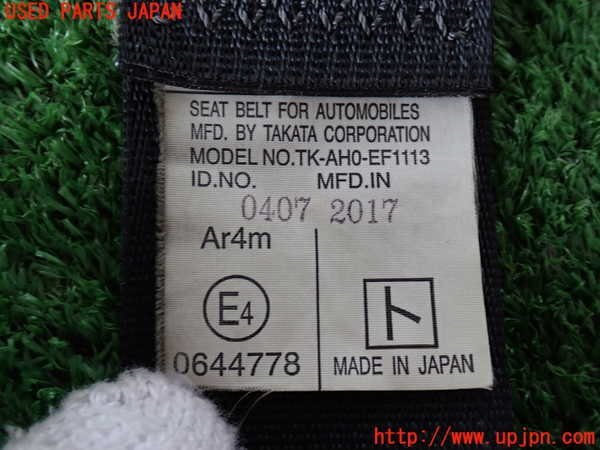 USED PARTS JAPAN
SEAT BELT FOR AUTOMOBILES
MFD. BY TAKATA CORPORATION
MODEL NO.TK-AH0-EF1113
ID.NO. MFD.IN
0407 2017
Ar4m
E4
ト
0644778
MADE IN JAPAN
http://www.upjpn.com/